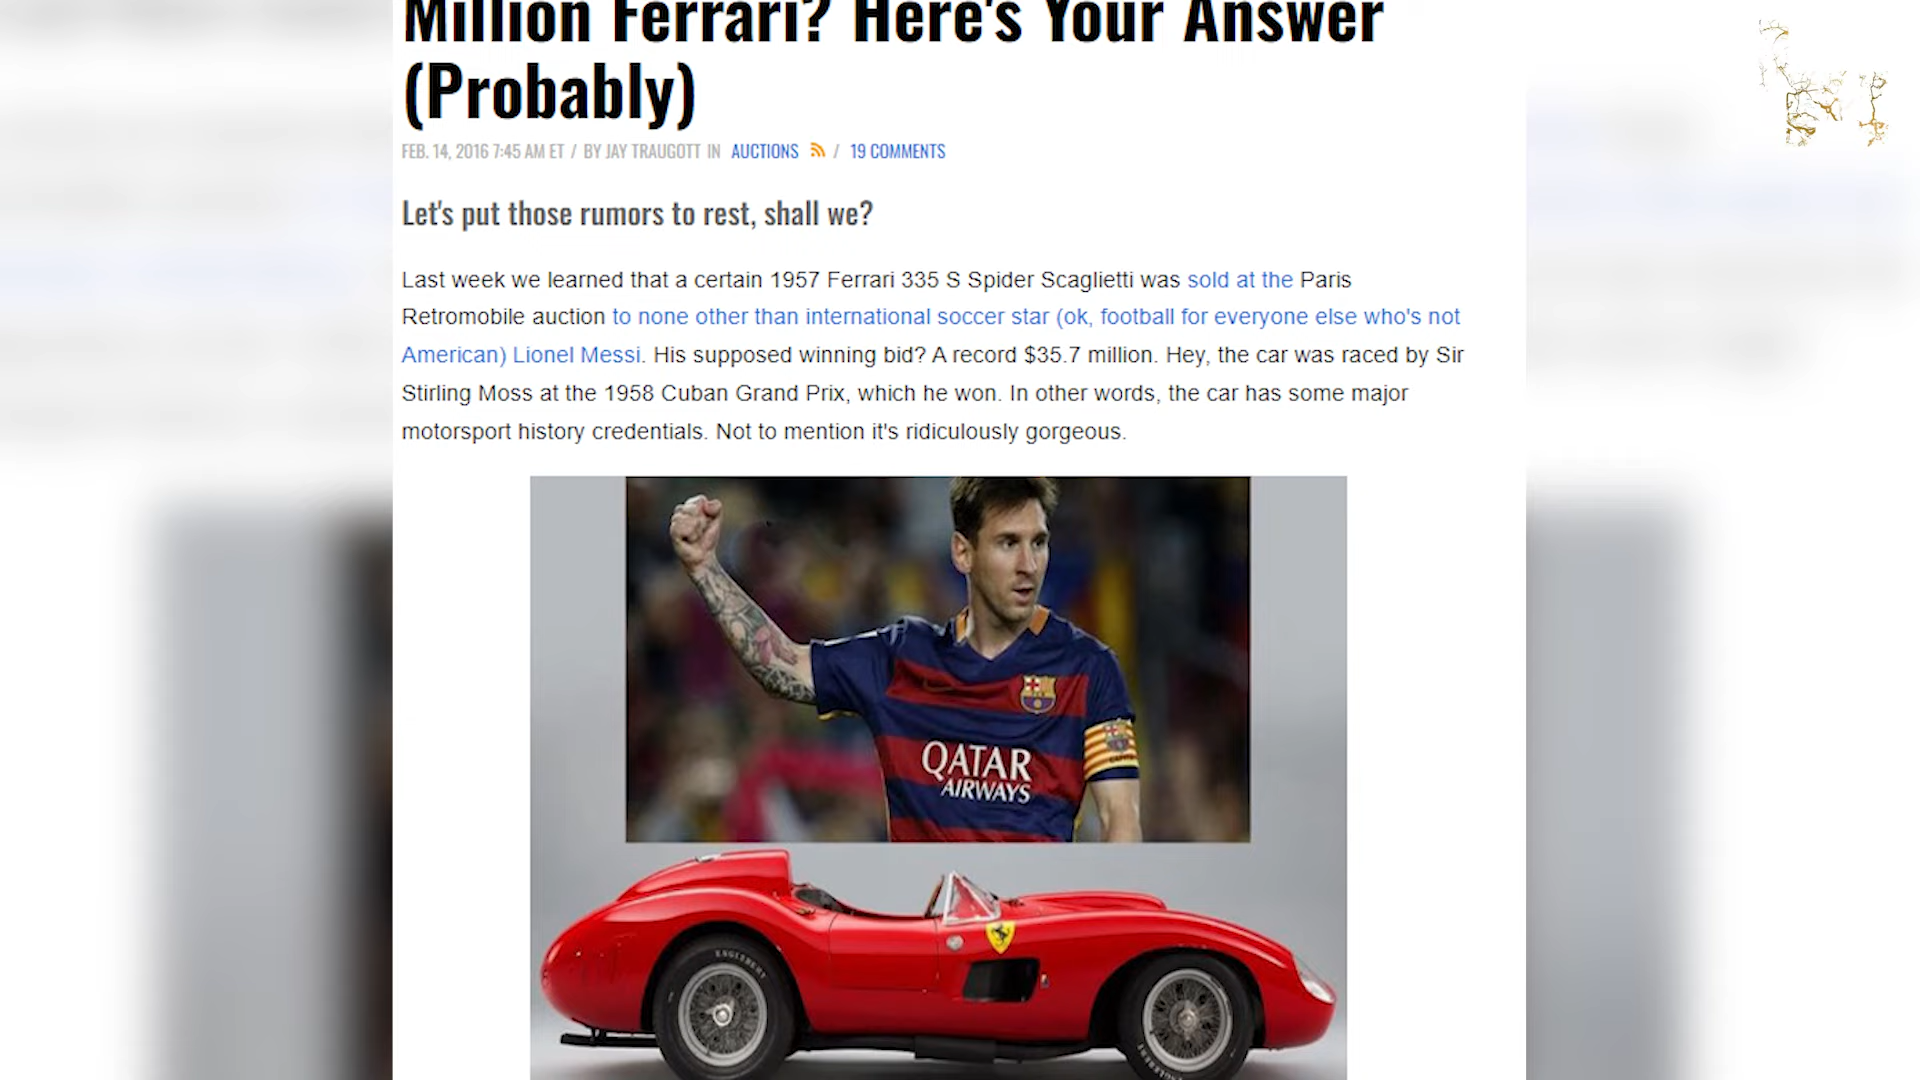 Million Ferrari? Here's Your Answer
(Probably)
FEB. 14, 2016 7:45 AM ET / BY JAY TRAUGOTT IN AUCTIONS / 19 COMMENTS
Let's put those rumors to rest, shall we?
Last week we learned that a certain 1957 Ferrari 335 S Spider Scaglietti was sold at the Paris
Retromobile auction to none other than international soccer star (ok, football for everyone else who's not
American) Lionel Messi. His supposed winning bid? A record $35.7 million. Hey, the car was raced by Sir
Stirling Moss at the 1958 Cuban Grand Prix, which he won. In other words, the car has some major
motorsport history credentials. Not to mention it's ridiculously gorgeous.
QATAR
AIRWAYS
ENGLEBERT